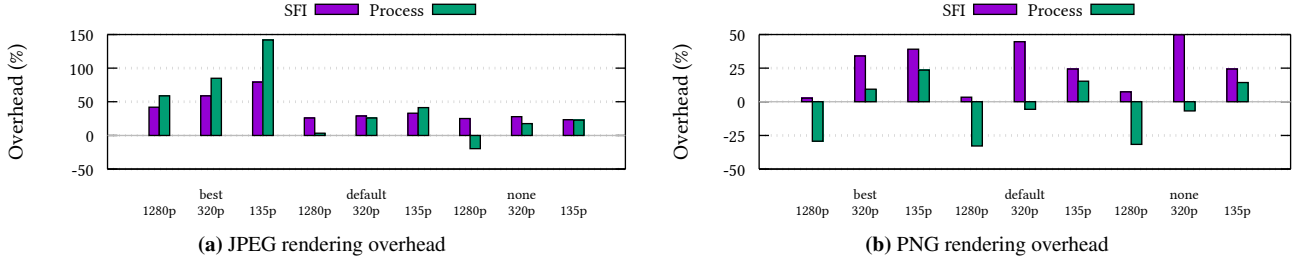 SFI Process
Overhead (%)
150
100
50
0
-50
best default none
1280p 320p 135p 1280p 320p 135p 1280p 320p 135p
(a) JPEG rendering overhead
SFI Process
Overhead (%)
50
25
0
-25
-50
best default none
1280p 320p 135p 1280p 320p 135p 1280p 320p 135p
(b) PNG rendering overhead